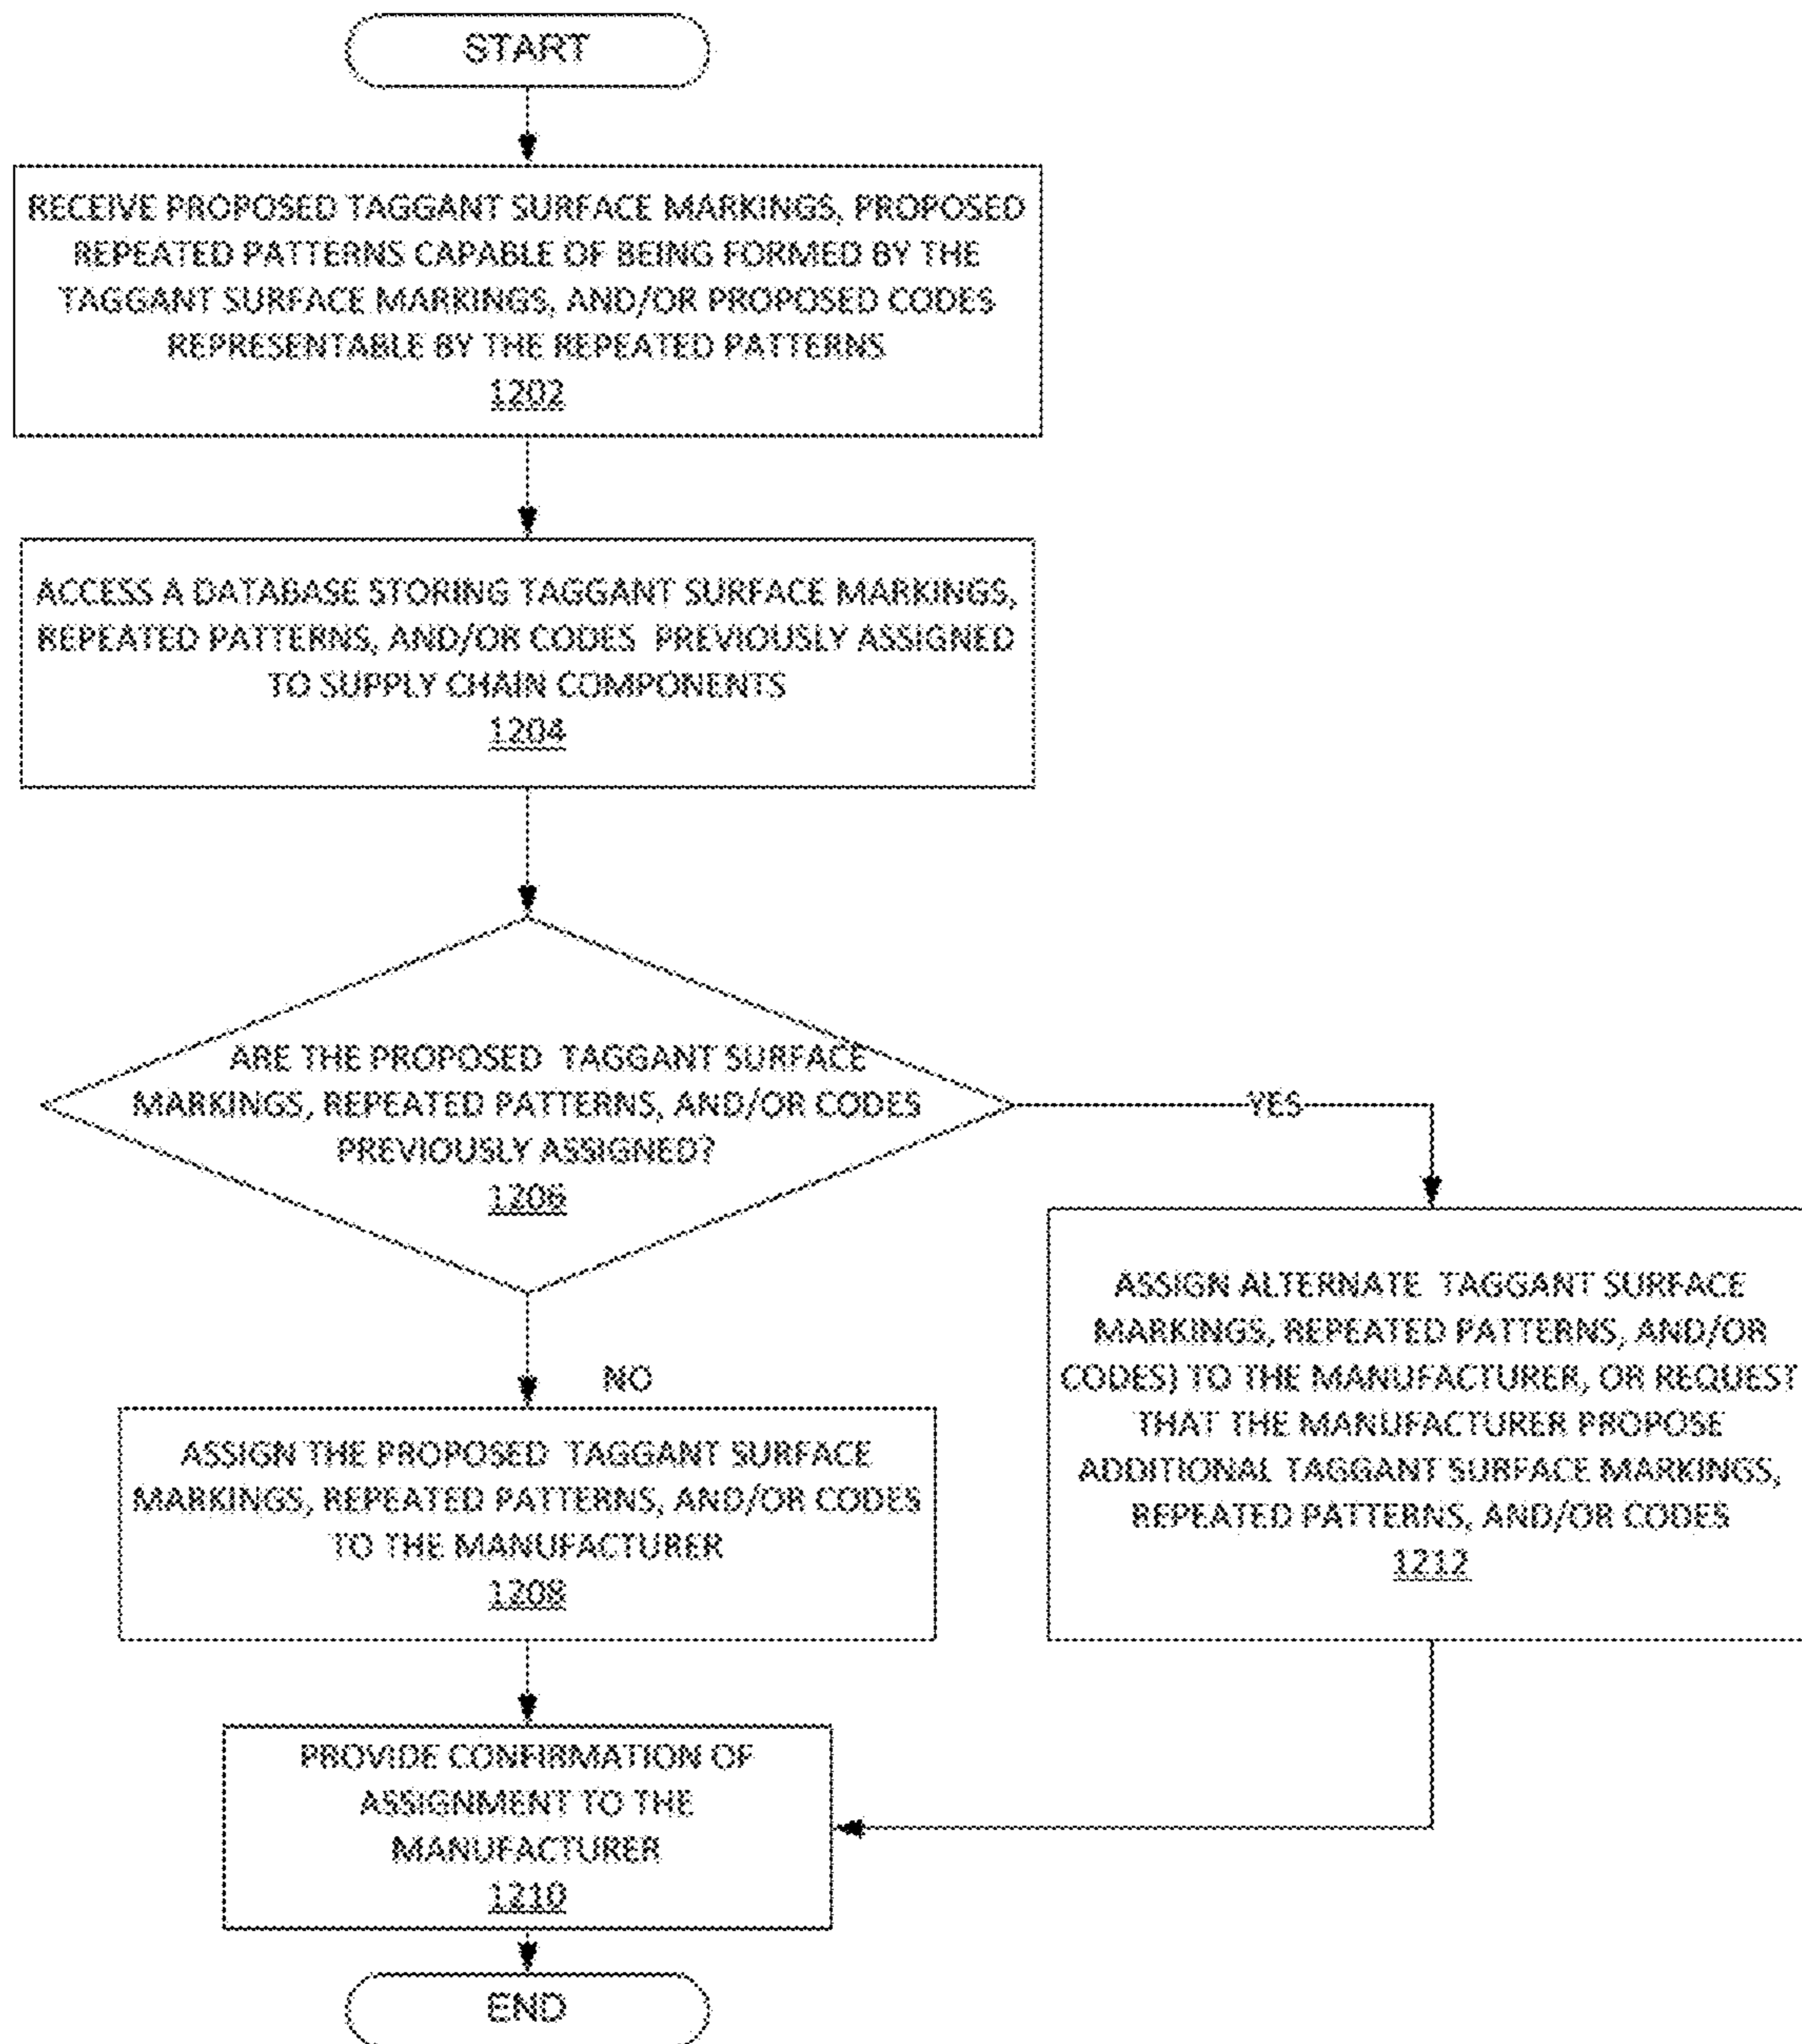 START
RECEIVE PROPOSED TAGGANT SURFACE MARKINGS, PROPOSED
REPEATED PATTERNS CAPABLE OF BEING FORMED BY THE
TAGGANT SURFACE MARKINGS, AND/OR PROPOSED CODES
REPRESENTABLE BY THE REPEATED PATTERNS
1202
ACCESS A DATABASE STORING TAGGANT SURFACE MARKINGS,
REPEATED PATTERNS, AND/OR CODES PREVIOUSLY ASSIGNED
TO SUPPLY CHAIN COMPONENTS
1204
ARE THE PROPOSED TAGGANT SURFACE
MARKINGS, REPEATED PATTERNS, AND/OR CODES
PREVIOUSLY ASSIGNED?
1206
YES
NO
ASSIGN THE PROPOSED TAGGANT SURFACE
MARKINGS, REPEATED PATTERNS, AND/OR CODES
TO THE MANUFACTURER
1208
ASSIGN ALTERNATE TAGGANT SURFACE
MARKINGS, REPEATED PATTERNS, AND/OR
CODES) TO THE MANUFACTURER, OR REQUEST
THAT THE MANUFACTURER PROPOSE
ADDITIONAL TAGGANT SURFACE MARKINGS,
REPEATED PATTERNS, AND/OR CODES
1212
PROVIDE CONFIRMATION OF
ASSIGNMENT TO THE
MANUFACTURER
1210
END